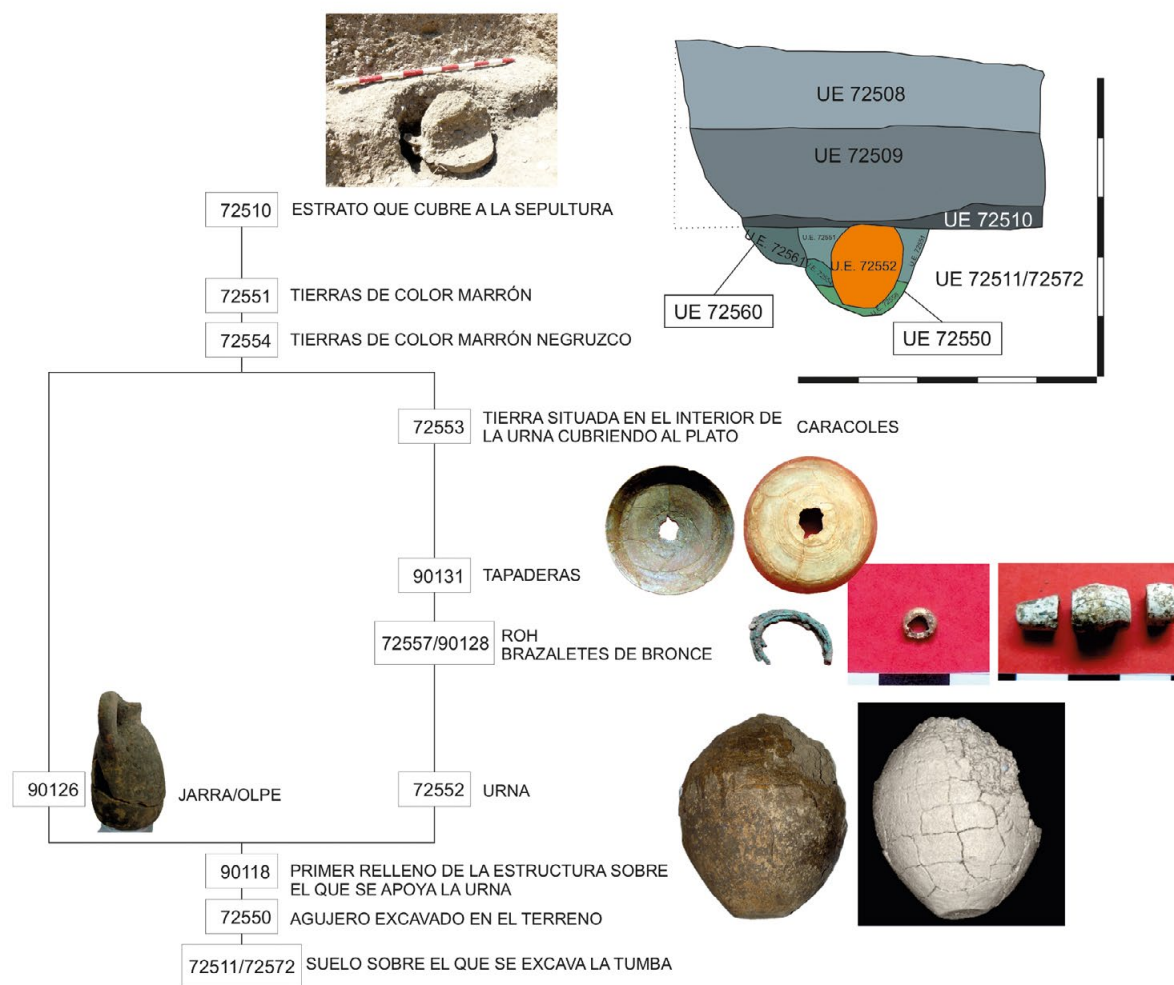 72510 ESTRATO QUE CUBRE A LA SEPULTURA
72551 TIERRAS DE COLOR MARRÓN
72554 TIERRAS DE COLOR MARRÓN NEGRUZCO
UE 72508
UE 72509
UE 72510
U.E. 72561
U.E. 72551
U.E. 72552
U.E. 72551
UE 72511/72572
UE 72560
UE 72550
72553 TIERRA SITUADA EN EL INTERIOR DE
LA URNA CUBRIENDO AL PLATO
CARACOLES
90131 TAPADERAS
72557/90128 ROH
BRAZALETES DE BRONCE
90126 JARRA/OLPE
72552 URNA
90118 PRIMER RELLENO DE LA ESTRUCTURA SOBRE
EL QUE SE APOYA LA URNA
72550 AGUJERO EXCAVADO EN EL TERRENO
72511/72572 SUELO SOBRE EL QUE SE EXCAVA LA TUMBA